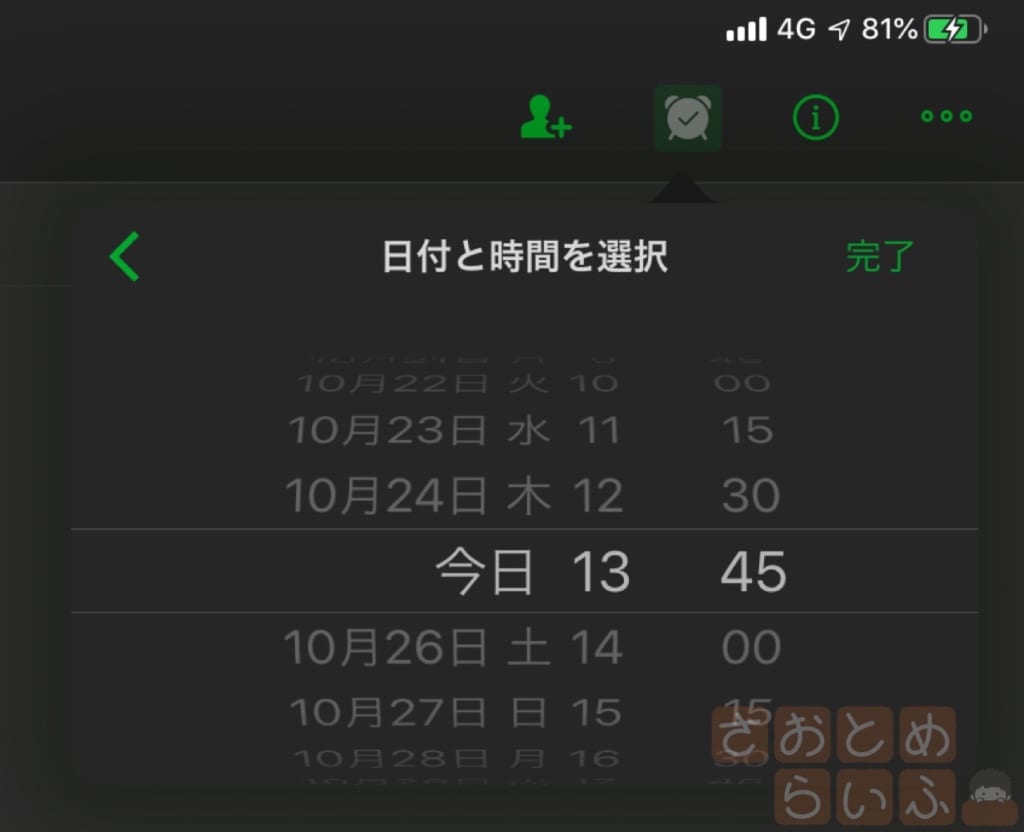 4G 81%
日付と時間を選択 完了
10月22日 火 10 00
10月23日 水 11 15
10月24日 木 12 30
今日 13 45
10月26日 土 14 00
10月27日 日 15 15
10月28日 月 16 30
さおとめ
らいふ